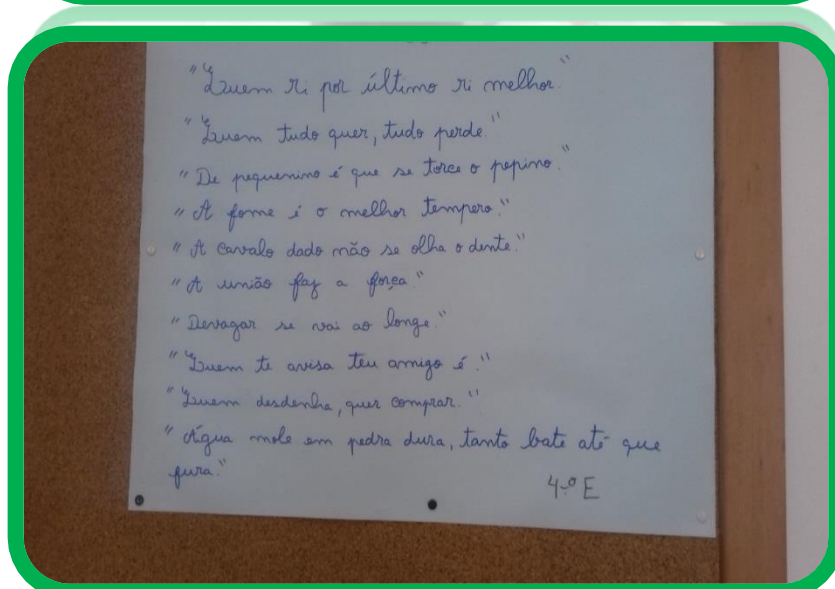 "Quem ri por último ri melhor."
"Quem tudo quer, tudo perde."
"De pequenino é que se torce o pepino."
"A fome é o melhor tempero."
"A cavalo dado não se olha o dente."
"A união faz a força."
"Devagar se vai ao longe."
"Quem te avisa teu amigo é."
"Quem desdenha, quer comprar."
"Água mole em pedra dura, tanto bate até que
fura."
4.º E